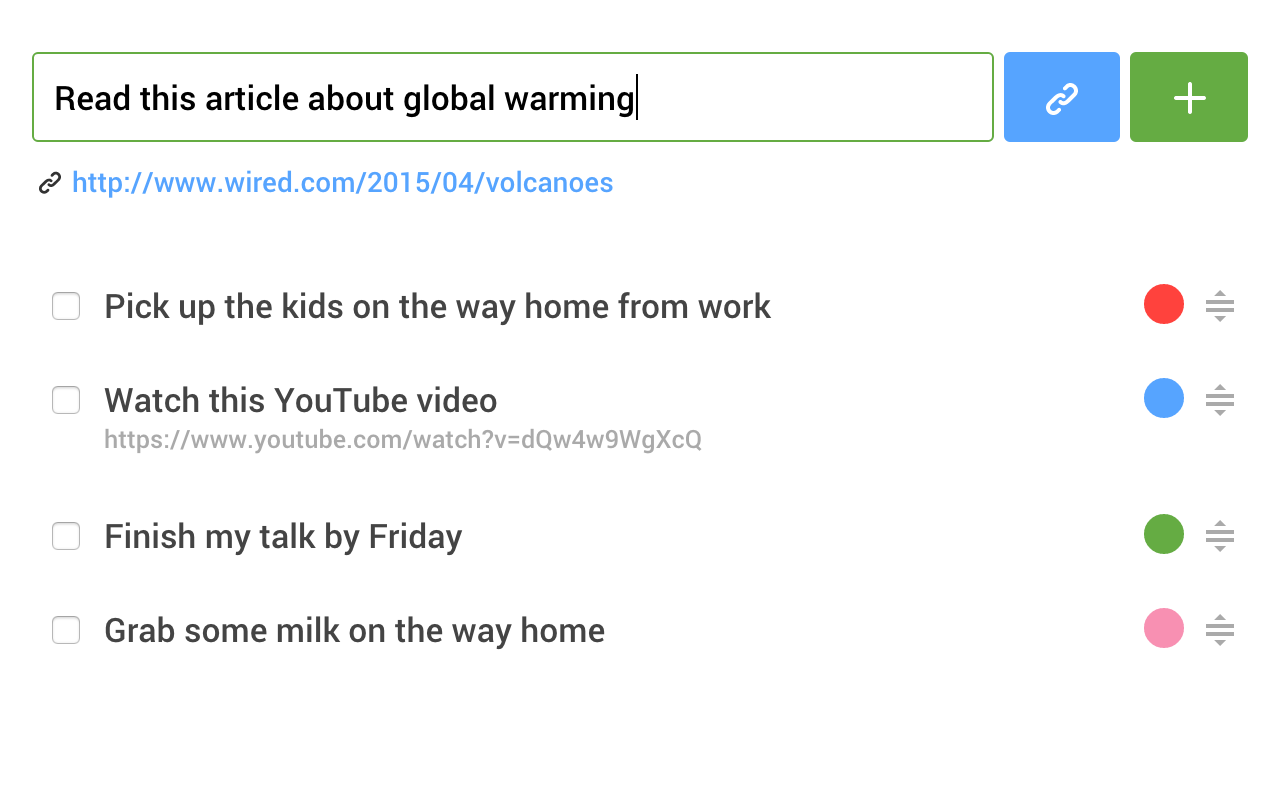 Read this article about global warming
http://www.wired.com/2015/04/volcanoes
Pick up the kids on the way home from work
Watch this YouTube video
https://www.youtube.com/watch?v=dQw4w9WgXcQ
Finish my talk by Friday
Grab some milk on the way home